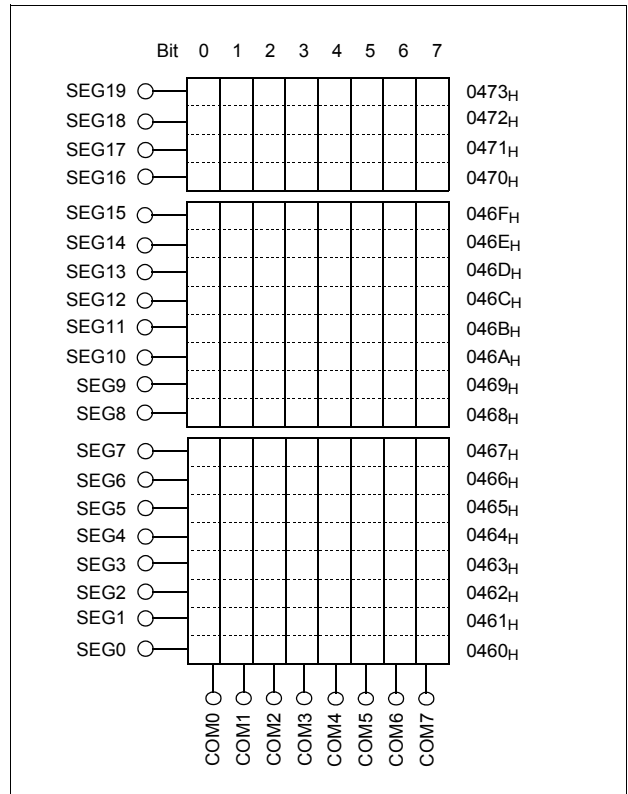 Bit 0 1 2 3 4 5 6 7
SEG19 0473H
SEG18 0472H
SEG17 0471H
SEG16 0470H
SEG15 046FH
SEG14 046EH
SEG13 046DH
SEG12 046CH
SEG11 046BH
SEG10 046AH
SEG9 0469H
SEG8 0468H
SEG7 0467H
SEG6 0466H
SEG5 0465H
SEG4 0464H
SEG3 0463H
SEG2 0462H
SEG1 0461H
SEG0 0460H
COM0 COM1 COM2 COM3 COM4 COM5 COM6 COM7